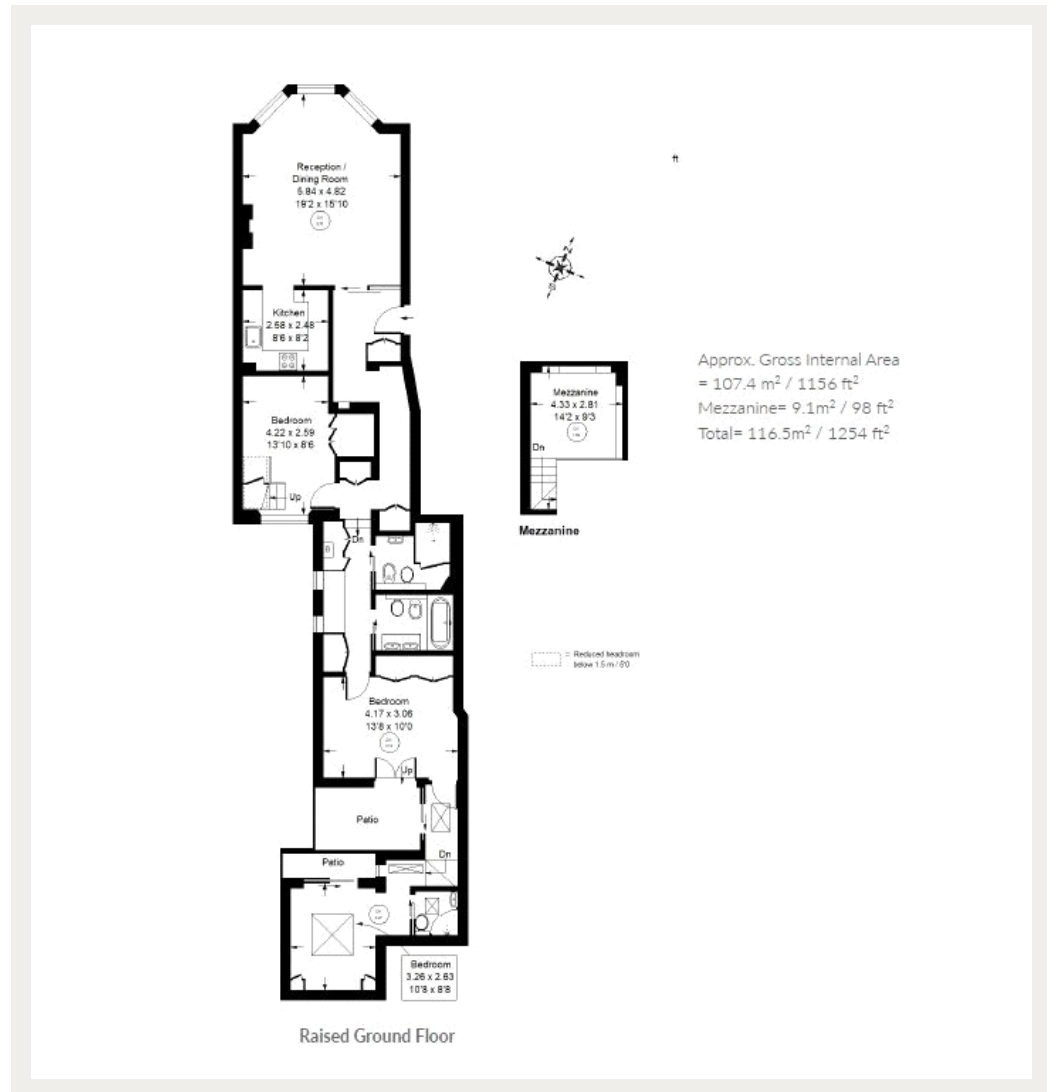 Reception /
Dining Room
5.84 x 4.82
19'2 x 15'10
ft
N
S
Kitchen
2.58 x 2.48
8'6 x 8'2
Mezzanine
4.33 x 2.81
14'2 x 9'3
Dn
Mezzanine
Approx. Gross Internal Area
= 107.4 m² / 1156 ft²
Mezzanine= 9.1m² / 98 ft²
Total= 116.5m² / 1254 ft²
Bedroom
4.22 x 2.59
13'10 x 8'6
Up
Dn
B
= Reduced headroom
below 1.5 m / 5'0
Bedroom
4.17 x 3.06
13'8 x 10'0
Up
Patio
Dn
Patio
Bedroom
3.26 x 2.63
10'8 x 8'8
Raised Ground Floor